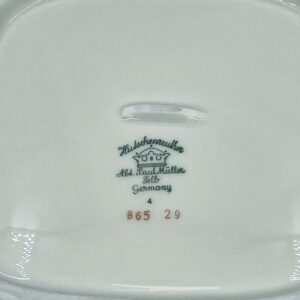 Hutschenreuther
Abt. Paul Müller
Selb
Germany
4
865 29